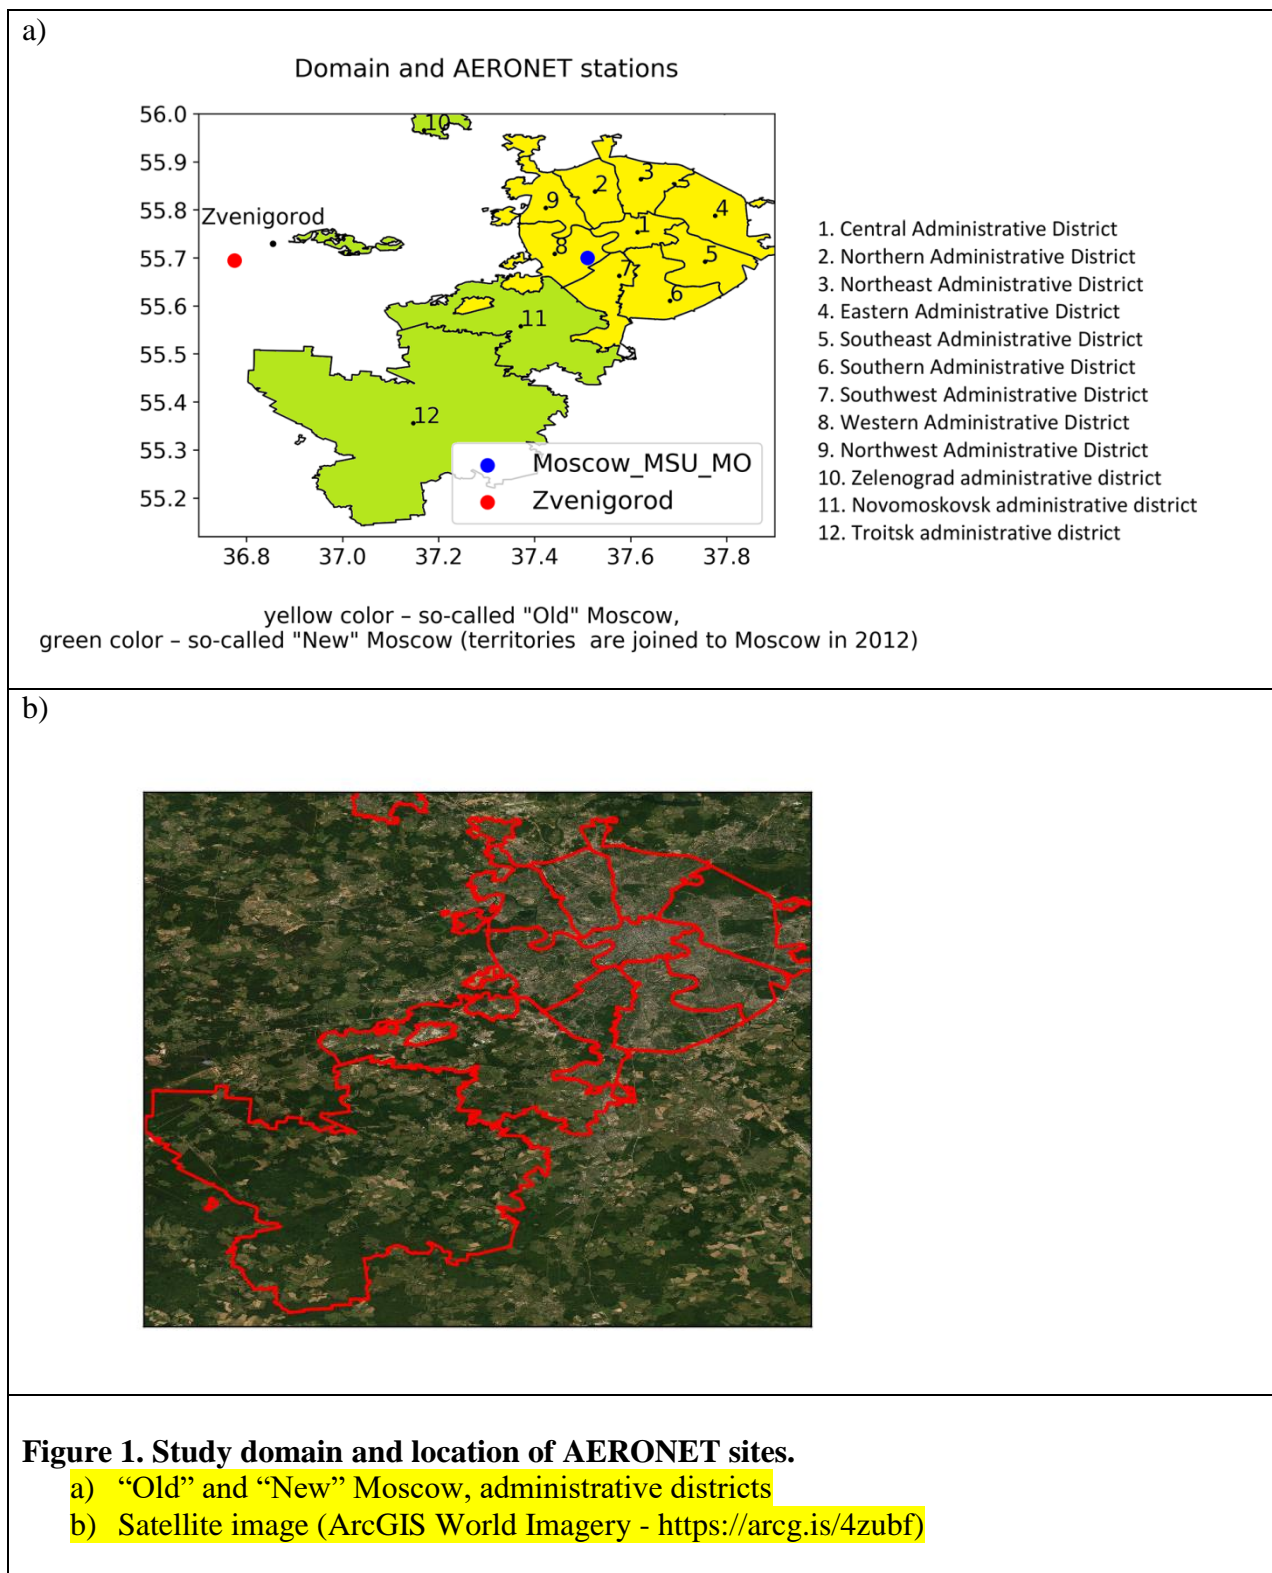 a)
Domain and AERONET stations
56.0
55.9
55.8
55.7
55.6
55.5
55.4
55.3
55.2
36.8
37.0
37.2
37.4
37.6
37.8
Zvenigorod
10
9
2
3
3
4
1
8
7
5
6
11
12
Moscow_MSU_MO
Zvenigorod
1. Central Administrative District
2. Northern Administrative District
3. Northeast Administrative District
4. Eastern Administrative District
5. Southeast Administrative District
6. Southern Administrative District
7. Southwest Administrative District
8. Western Administrative District
9. Northwest Administrative District
10. Zelenograd administrative district
11. Novomoskovsk administrative district
12. Troitsk administrative district
yellow color – so-called "Old" Moscow,
green color – so-called "New" Moscow (territories  are joined to Moscow in 2012)
b)
Figure 1. Study domain and location of AERONET sites.
a) “Old” and “New” Moscow, administrative districts
b) Satellite image (ArcGIS World Imagery - https://arcg.is/4zubf)